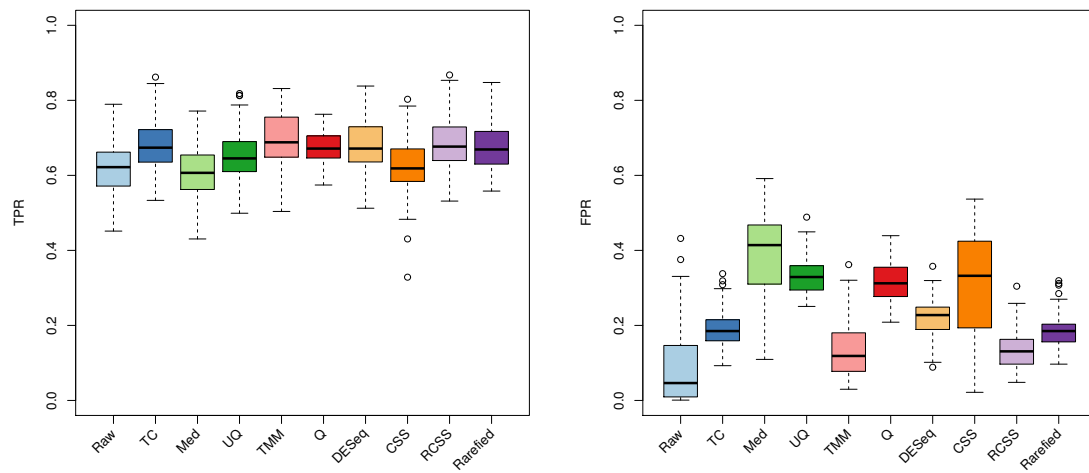 TPR
1.0
0.8
0.6
0.4
0.2
0.0
Raw
TC
Med
UQ
TMM
Q
DESeq
CSS
RCSS
Rarefied
FPR
1.0
0.8
0.6
0.4
0.2
0.0
Raw
TC
Med
UQ
TMM
Q
DESeq
CSS
RCSS
Rarefied